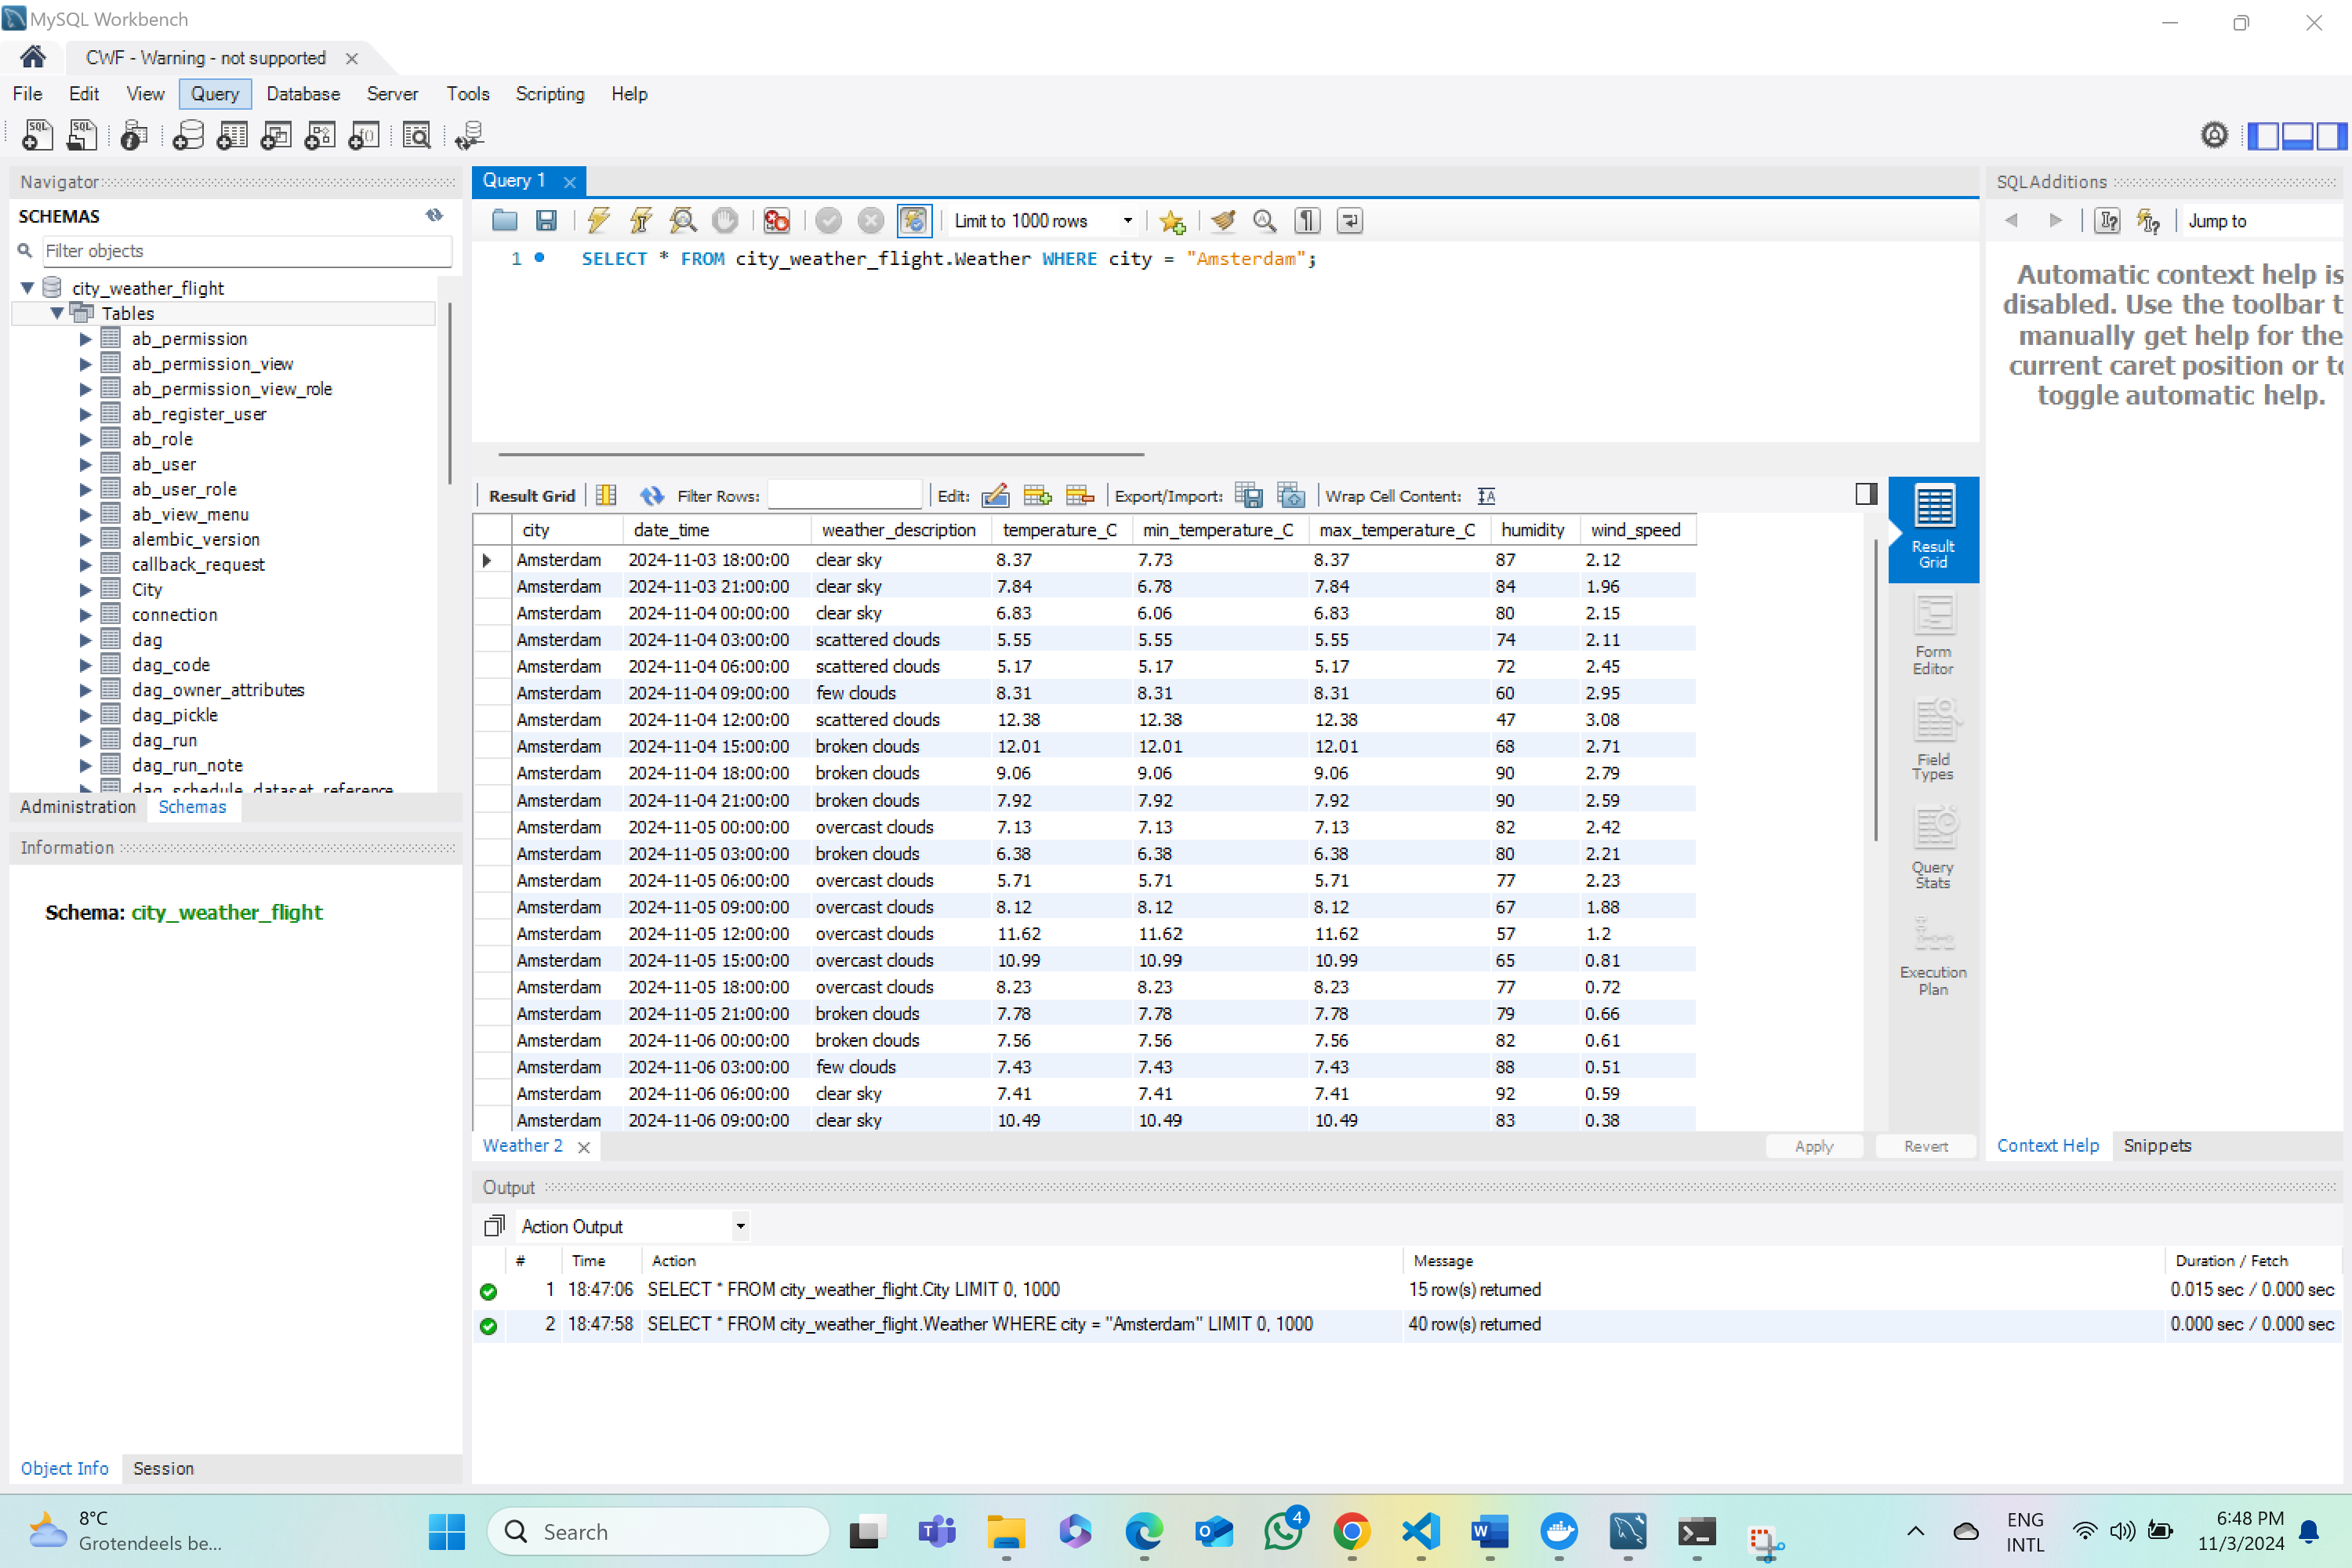 MySQL Workbench
CWF - Warning - not supported
File Edit View Query Database Server Tools Scripting Help
Navigator
SCHEMAS
Filter objects
city_weather_flight
Tables
ab_permission
ab_permission_view
ab_permission_view_role
ab_register_user
ab_role
ab_user
ab_user_role
ab_view_menu
alembic_version
callback_request
City
connection
dag
dag_code
dag_owner_attributes
dag_pickle
dag_run
dag_run_note
dag_schedule_dataset_reference
Administration Schemas
Information
Schema: city_weather_flight
Object Info Session
Query 1
Limit to 1000 rows
1 SELECT * FROM city_weather_flight.Weather WHERE city = "Amsterdam";
Result Grid Filter Rows: Edit: Export/Import: Wrap Cell Content:
city date_time weather_description temperature_C min_temperature_C max_temperature_C humidity wind_speed
Amsterdam 2024-11-03 18:00:00 clear sky 8.37 7.73 8.37 87 2.12
Amsterdam 2024-11-03 21:00:00 clear sky 7.84 6.78 7.84 84 1.96
Amsterdam 2024-11-04 00:00:00 clear sky 6.83 6.06 6.83 80 2.15
Amsterdam 2024-11-04 03:00:00 scattered clouds 5.55 5.55 5.55 74 2.11
Amsterdam 2024-11-04 06:00:00 scattered clouds 5.17 5.17 5.17 72 2.45
Amsterdam 2024-11-04 09:00:00 few clouds 8.31 8.31 8.31 60 2.95
Amsterdam 2024-11-04 12:00:00 scattered clouds 12.38 12.38 12.38 47 3.08
Amsterdam 2024-11-04 15:00:00 broken clouds 12.01 12.01 12.01 68 2.71
Amsterdam 2024-11-04 18:00:00 broken clouds 9.06 9.06 9.06 90 2.79
Amsterdam 2024-11-04 21:00:00 broken clouds 7.92 7.92 7.92 90 2.59
Amsterdam 2024-11-05 00:00:00 overcast clouds 7.13 7.13 7.13 82 2.42
Amsterdam 2024-11-05 03:00:00 broken clouds 6.38 6.38 6.38 80 2.21
Amsterdam 2024-11-05 06:00:00 overcast clouds 5.71 5.71 5.71 77 2.23
Amsterdam 2024-11-05 09:00:00 overcast clouds 8.12 8.12 8.12 67 1.88
Amsterdam 2024-11-05 12:00:00 overcast clouds 11.62 11.62 11.62 57 1.2
Amsterdam 2024-11-05 15:00:00 overcast clouds 10.99 10.99 10.99 65 0.81
Amsterdam 2024-11-05 18:00:00 overcast clouds 8.23 8.23 8.23 77 0.72
Amsterdam 2024-11-05 21:00:00 broken clouds 7.78 7.78 7.78 79 0.66
Amsterdam 2024-11-06 00:00:00 broken clouds 7.56 7.56 7.56 82 0.61
Amsterdam 2024-11-06 03:00:00 few clouds 7.43 7.43 7.43 88 0.51
Amsterdam 2024-11-06 06:00:00 clear sky 7.41 7.41 7.41 92 0.59
Amsterdam 2024-11-06 09:00:00 clear sky 10.49 10.49 10.49 83 0.38
Weather 2 Apply Revert
Result
Grid
Form
Editor
Field
Types
Query
Stats
Execution
Plan
SQLAdditions
Jump to
Automatic context help is
disabled. Use the toolbar t
manually get help for the
current caret position or to
toggle automatic help.
Context Help Snippets
Output
Action Output
# Time Action Message Duration / Fetch
1 18:47:06 SELECT * FROM city_weather_flight.City LIMIT 0, 1000 15 row(s) returned 0.015 sec / 0.000 sec
2 18:47:58 SELECT * FROM city_weather_flight.Weather WHERE city = "Amsterdam" LIMIT 0, 1000 40 row(s) returned 0.000 sec / 0.000 sec
8°C
Grotendeels be...
Search
4
ENG
INTL
6:48 PM
11/3/2024